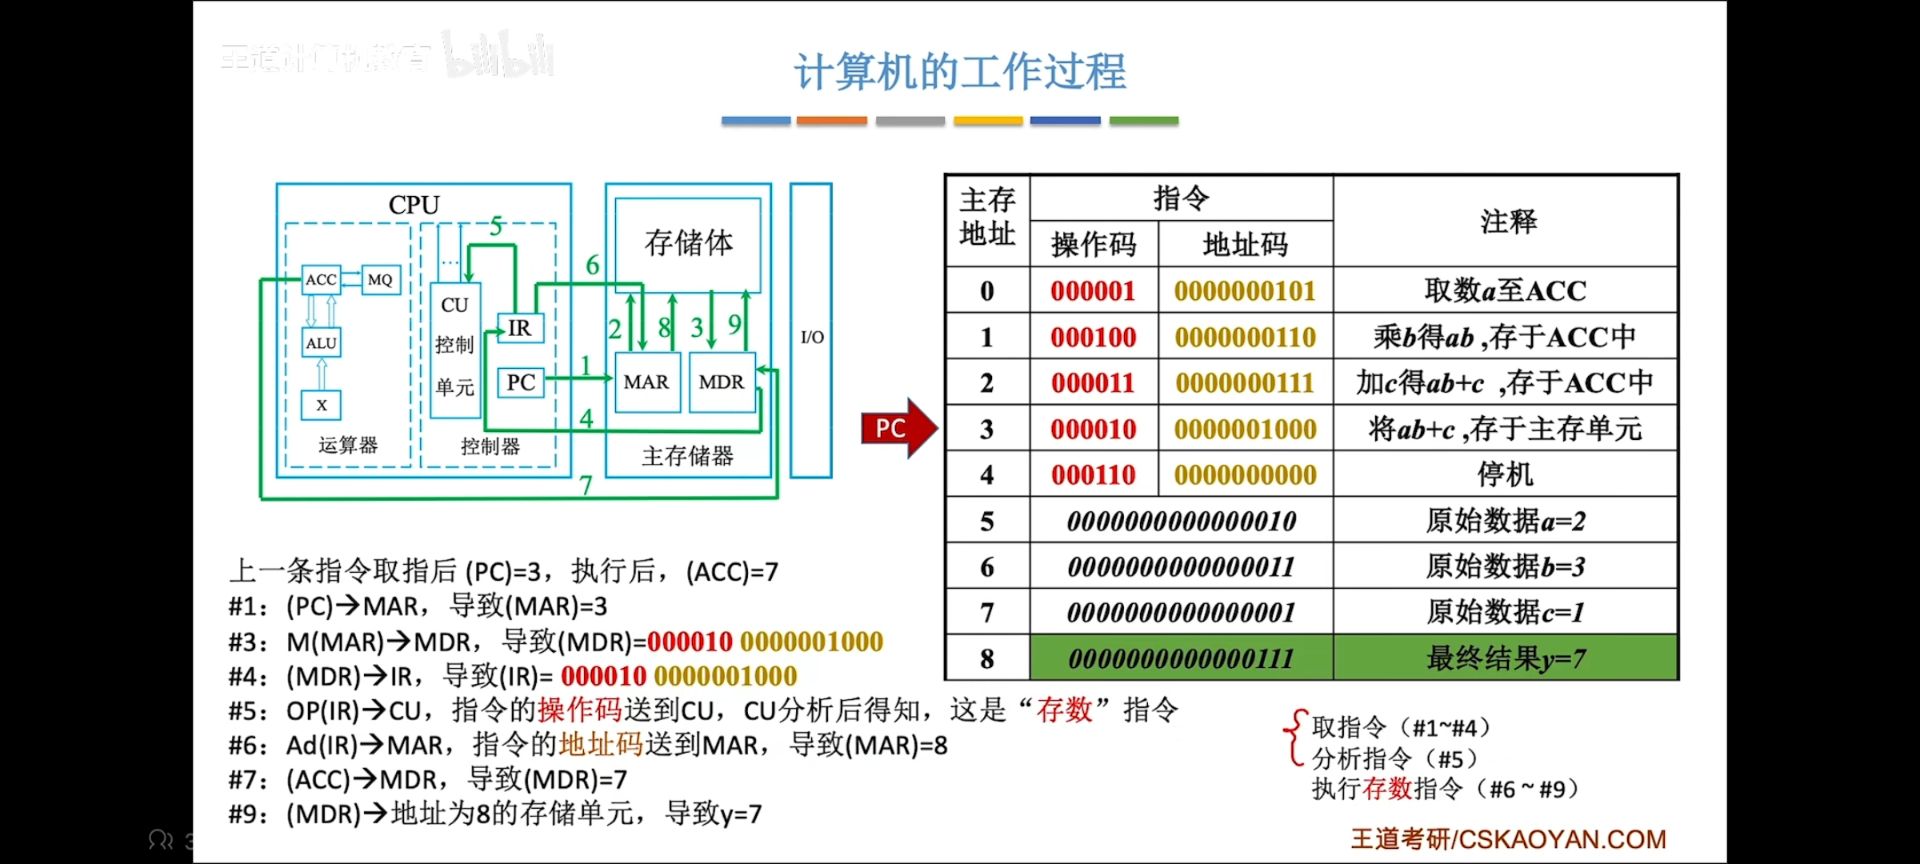 王道计算机教育 bilibili
计算机的工作过程
CPU
ACC
MQ
ALU
X
运算器
5
...
CU
控制
单元
IR
PC
控制器
6
1
4
7
存储体
2
8
3
9
MAR
MDR
主存储器
I/O
PC
主存地址 指令 注释
操作码 地址码
0 000001 0000000101 取数a至ACC
1 000100 0000000110 乘b得ab ,存于ACC中
2 000011 0000000111 加c得ab+c ,存于ACC中
3 000010 0000001000 将ab+c ,存于主存单元
4 000110 0000000000 停机
5 0000000000000010 原始数据a=2
6 0000000000000011 原始数据b=3
7 0000000000000001 原始数据c=1
8 0000000000000111 最终结果y=7
上一条指令取指后 (PC)=3，执行后，(ACC)=7
#1：(PC)→MAR，导致(MAR)=3
#3：M(MAR)→MDR，导致(MDR)=000010 0000001000
#4：(MDR)→IR，导致(IR)= 000010 0000001000
#5：OP(IR)→CU，指令的操作码送到CU，CU分析后得知，这是“存数”指令
#6：Ad(IR)→MAR，指令的地址码送到MAR，导致(MAR)=8
#7：(ACC)→MDR，导致(MDR)=7
#9：(MDR)→地址为8的存储单元，导致y=7
取指令（#1~#4）
分析指令（#5）
执行存数指令（#6 ~ #9）
王道考研/CSKAOYAN.COM